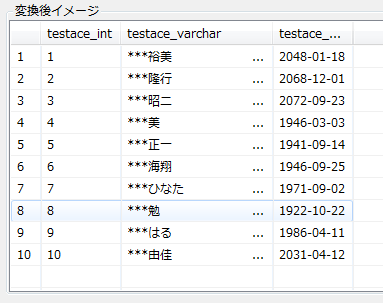 変換後イメージ
testace_int testace_varchar testace_...
1 1 ***裕美 ... 2048-01-18
2 2 ***隆行 ... 2068-12-01
3 3 ***昭二 ... 2072-09-23
4 4 ***美 ... 1946-03-03
5 5 ***正一 ... 1941-09-14
6 6 ***海翔 ... 1946-09-25
7 7 ***ひなた ... 1971-09-02
8 8 ***勉 ... 1922-10-22
9 9 ***はる ... 1986-04-11
10 10 ***由佳 ... 2031-04-12